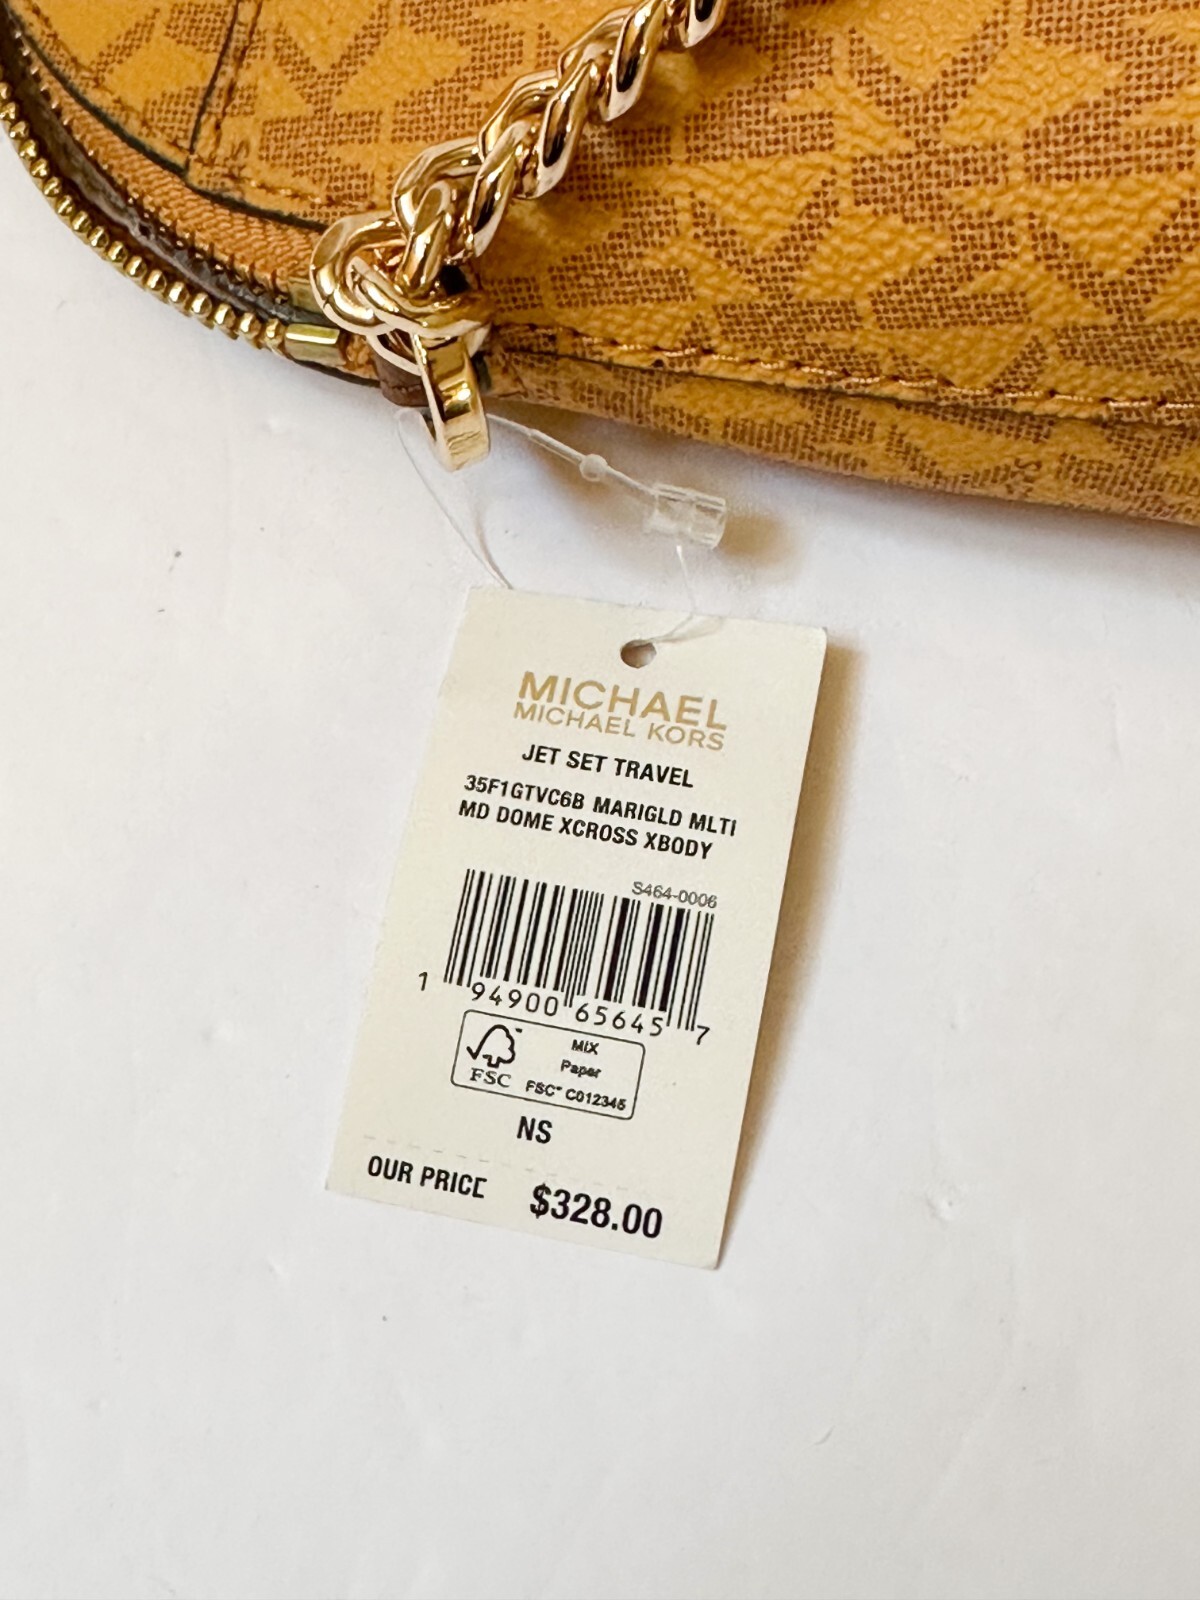 MICHAEL
MICHAEL KORS
JET SET TRAVEL
35F1GTVC6B MARIGLD MLTI
MD DOME XCROSS XBODY
S464-0006
1 94900 65645 7
FSC
MIX
Paper
FSC™ C012345
NS
OUR PRICE $328.00